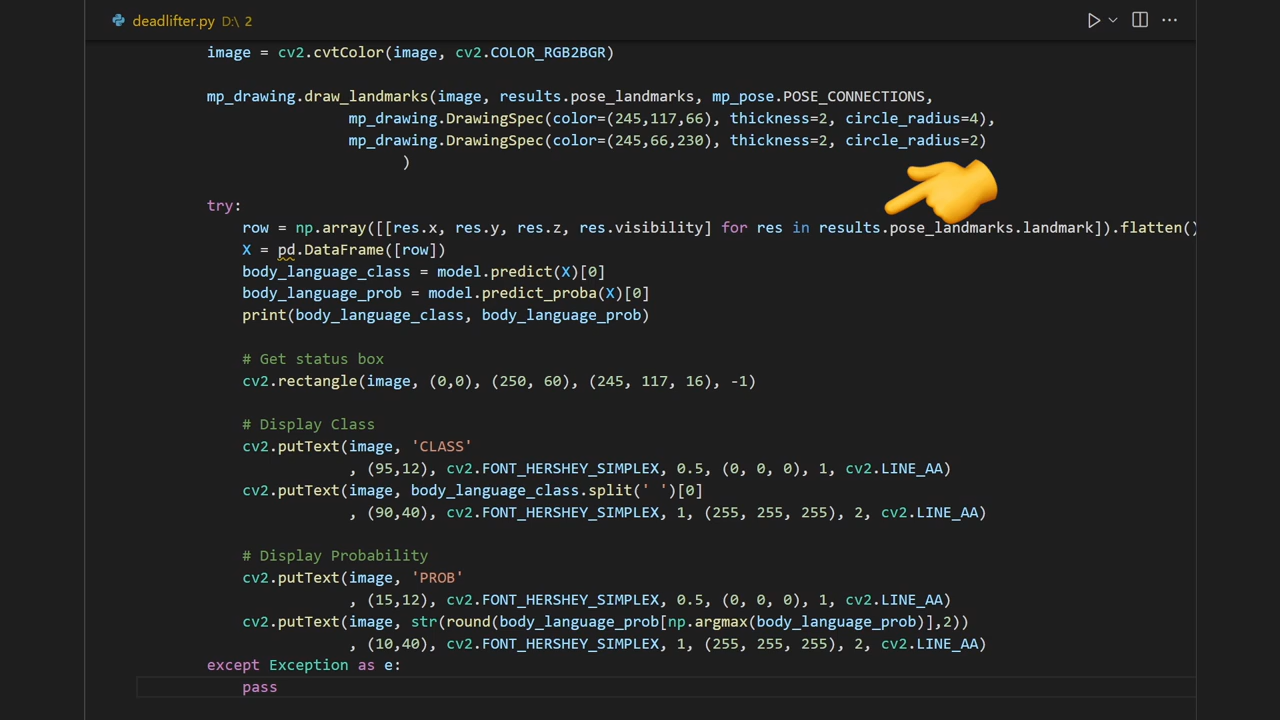 deadlifter.py D:\ 2
image = cv2.cvtColor(image, cv2.COLOR_RGB2BGR)
mp_drawing.draw_landmarks(image, results.pose_landmarks, mp_pose.POSE_CONNECTIONS,
mp_drawing.DrawingSpec(color=(245,117,66), thickness=2, circle_radius=4),
mp_drawing.DrawingSpec(color=(245,66,230), thickness=2, circle_radius=2)
)
try:
row = np.array([[res.x, res.y, res.z, res.visibility] for res in results.pose_landmarks.landmark]).flatten()
X = pd.DataFrame([row])
body_language_class = model.predict(X)[0]
body_language_prob = model.predict_proba(X)[0]
print(body_language_class, body_language_prob)
# Get status box
cv2.rectangle(image, (0,0), (250, 60), (245, 117, 16), -1)
# Display Class
cv2.putText(image, 'CLASS'
, (95,12), cv2.FONT_HERSHEY_SIMPLEX, 0.5, (0, 0, 0), 1, cv2.LINE_AA)
cv2.putText(image, body_language_class.split(' ')[0]
, (90,40), cv2.FONT_HERSHEY_SIMPLEX, 1, (255, 255, 255), 2, cv2.LINE_AA)
# Display Probability
cv2.putText(image, 'PROB'
, (15,12), cv2.FONT_HERSHEY_SIMPLEX, 0.5, (0, 0, 0), 1, cv2.LINE_AA)
cv2.putText(image, str(round(body_language_prob[np.argmax(body_language_prob)],2))
, (10,40), cv2.FONT_HERSHEY_SIMPLEX, 1, (255, 255, 255), 2, cv2.LINE_AA)
except Exception as e:
pass